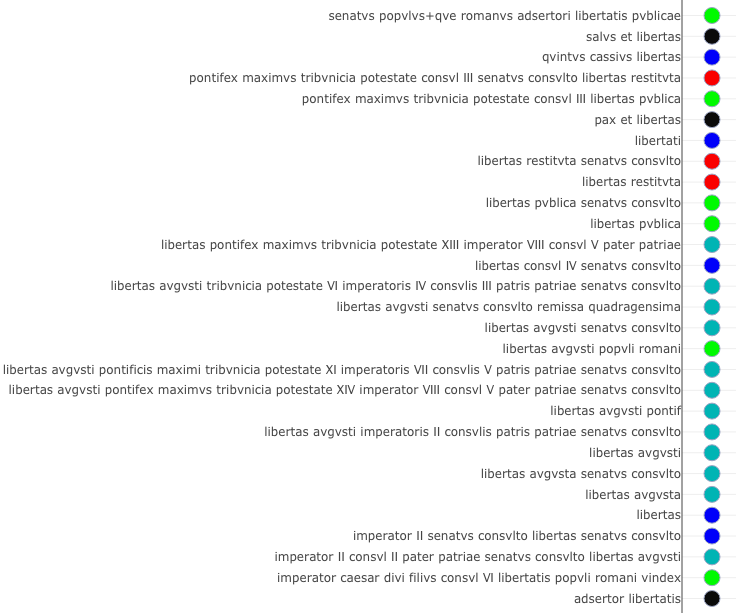 senatvs popvlvs+qve romanvs adsertori libertatis pvblicae
salvs et libertas
qvintvs cassivs libertas
pontifex maximvs tribvnicia potestate consvl III senatvs consvlto libertas restitvta
pontifex maximvs tribvnicia potestate consvl III libertas pvblica
pax et libertas
libertati
libertas restitvta senatvs consvlto
libertas restitvta
libertas pvblica senatvs consvlto
libertas pvblica
libertas pontifex maximvs tribvnicia potestate XIII imperator VIII consvl V pater patriae
libertas consvl IV senatvs consvlto
libertas avgvsti tribvnicia potestate VI imperatoris IV consvlis III patris patriae senatvs consvlto
libertas avgvsti senatvs consvlto remissa quadragensima
libertas avgvsti senatvs consvlto
libertas avgvsti popvli romani
libertas avgvsti pontificis maximi tribvnicia potestate XI imperatoris VII consvlis V patris patriae senatvs consvlto
libertas avgvsti pontifex maximvs tribvnicia potestate XIV imperator VIII consvl V pater patriae senatvs consvlto
libertas avgvsti pontif
libertas avgvsti imperatoris II consvlis patris patriae senatvs consvlto
libertas avgvsti
libertas avgvsta senatvs consvlto
libertas avgvsta
libertas
imperator II senatvs consvlto libertas senatvs consvlto
imperator II consvl II pater patriae senatvs consvlto libertas avgvsti
imperator caesar divi filivs consvl VI libertatis popvli romani vindex
adsertor libertatis